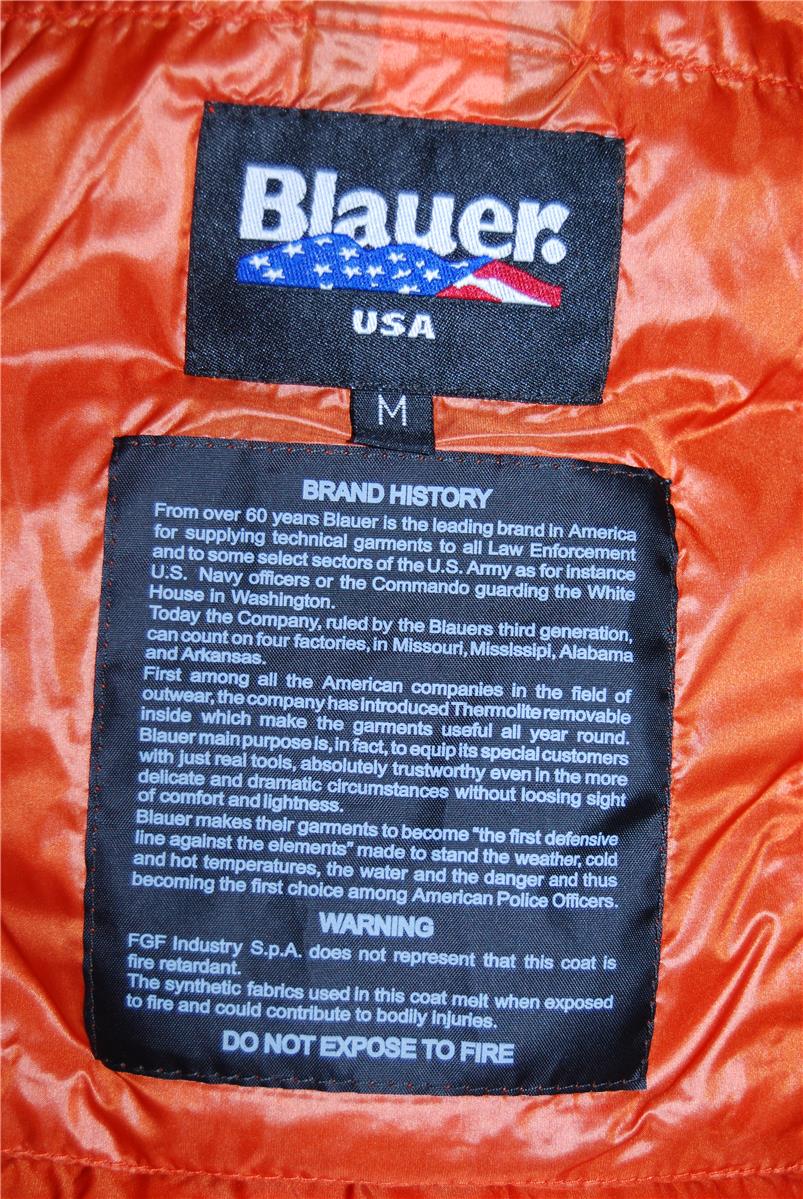 Blauer.
USA
M
BRAND HISTORY
From over 60 years Blauer is the leading brand in America
for supplying technical garments to all Law Enforcement
and to some select sectors of the U.S. Army as for instance
U.S. Navy officers or the Commando guarding the White
House in Washington.
Today the Company, ruled by the Blauers third generation,
can count on four factories, in Missouri, Mississipi, Alabama
and Arkansas.
First among all the American companies in the field of
outwear, the company has introduced Thermolite removable
inside which make the garments useful all year round.
Blauer main purpose is, in fact, to equip its special customers
with just real tools, absolutely trustworthy even in the more
delicate and dramatic circumstances without loosing sight
of comfort and lightness.
Blauer makes their garments to become "the first defensive
line against the elements" made to stand the weather, cold
and hot temperatures, the water and the danger and thus
becoming the first choice among American Police Officers.
WARNING
FGF Industry S.p.A. does not represent that this coat is
fire retardant.
The synthetic fabrics used in this coat melt when exposed
to fire and could contribute to bodily injuries.
DO NOT EXPOSE TO FIRE